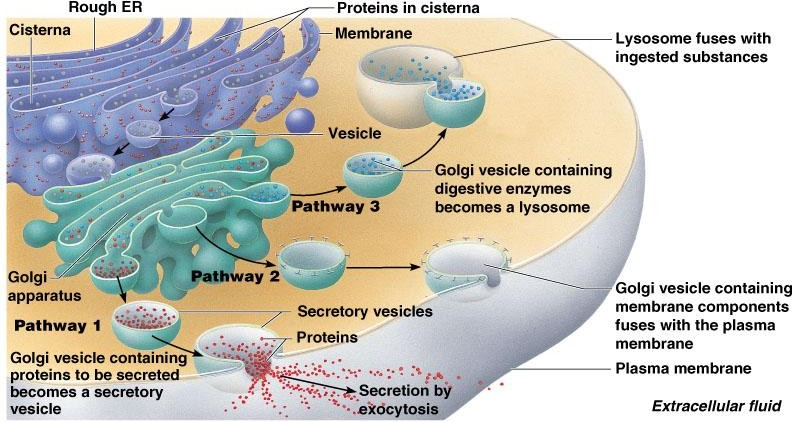 Rough ER
Proteins in cisterna
Cisterna
Membrane
Lysosome fuses with
ingested substances
Vesicle
Golgi vesicle containing
digestive enzymes
becomes a lysosome
Pathway 3
Golgi
apparatus
Pathway 2
Golgi vesicle containing
membrane components
fuses with the plasma
membrane
Pathway 1
Secretory vesicles
Proteins
Golgi vesicle containing
proteins to be secreted
becomes a secretory
vesicle
Plasma membrane
Secretion by
exocytosis
Extracellular fluid